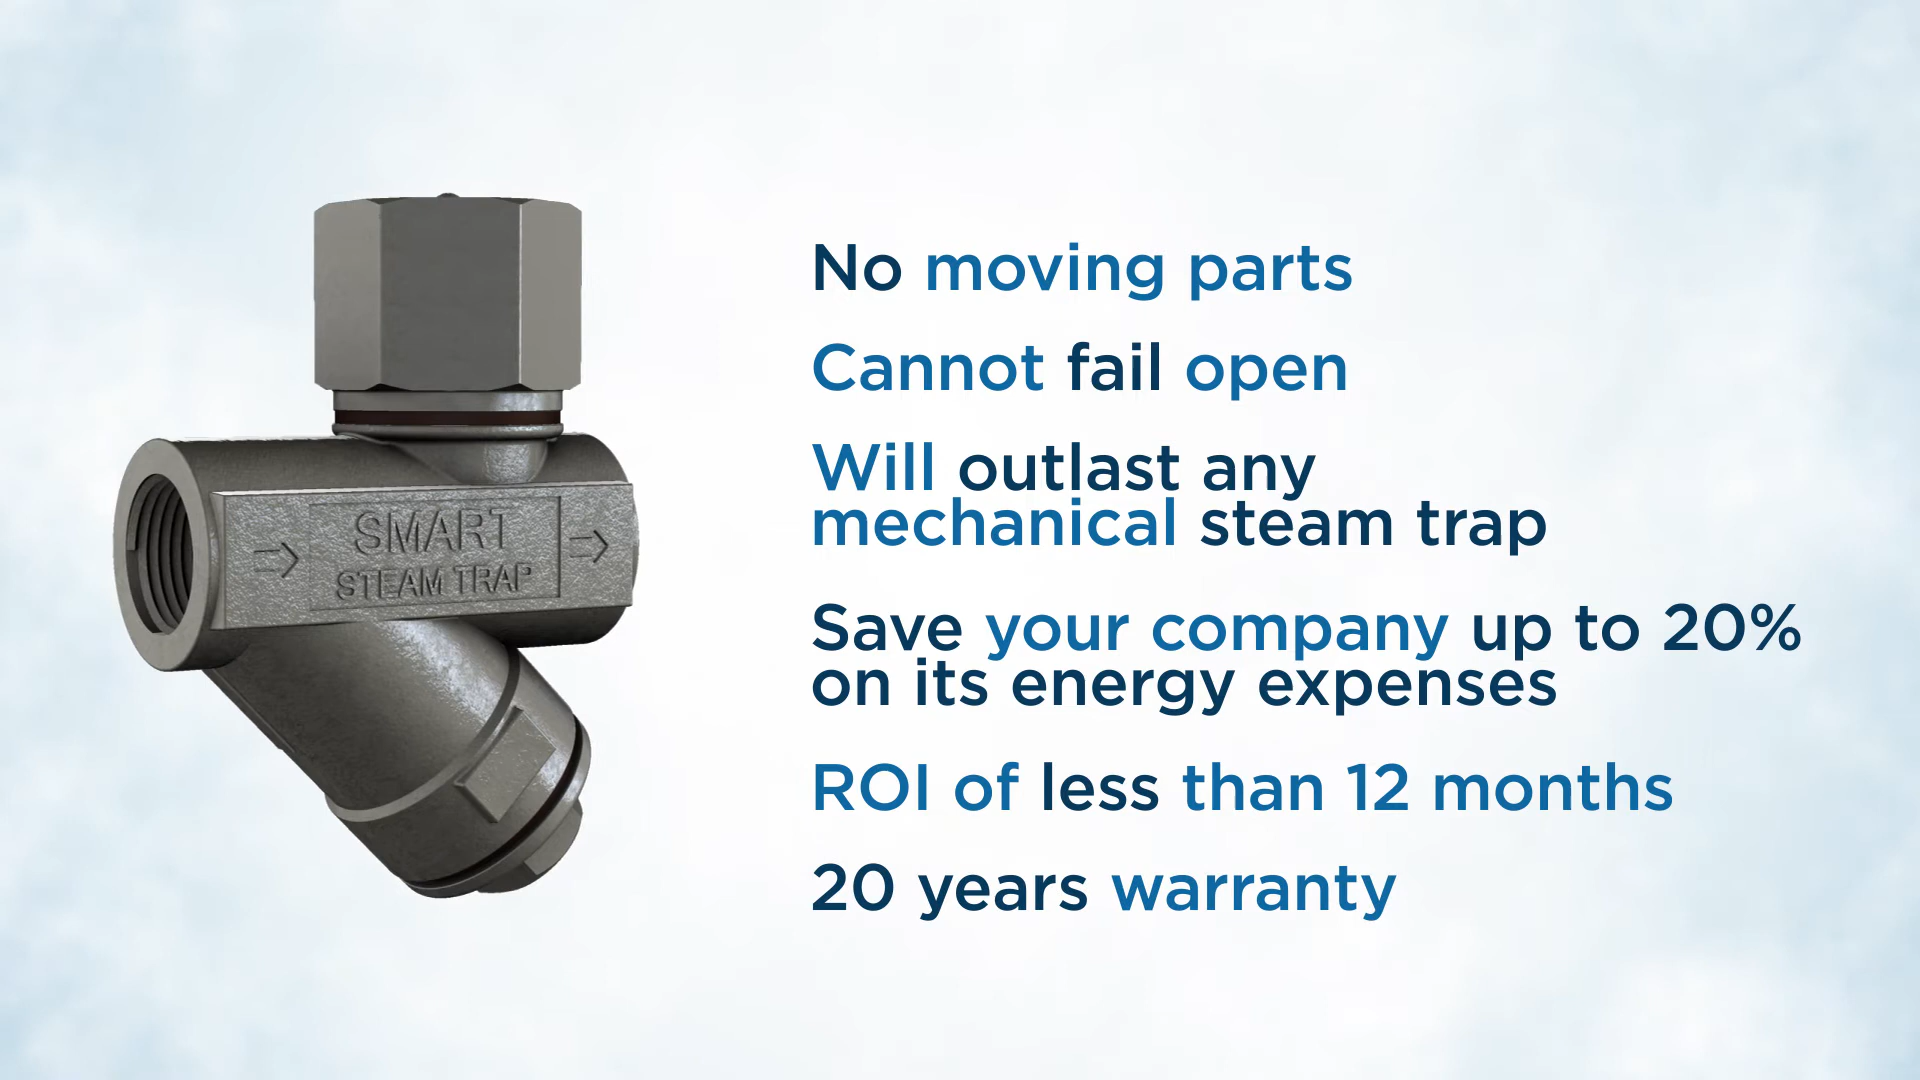 SMART
STEAM TRAP
No moving parts
Cannot fail open
Will outlast any
mechanical steam trap
Save your company up to 20%
on its energy expenses
ROI of less than 12 months
20 years warranty